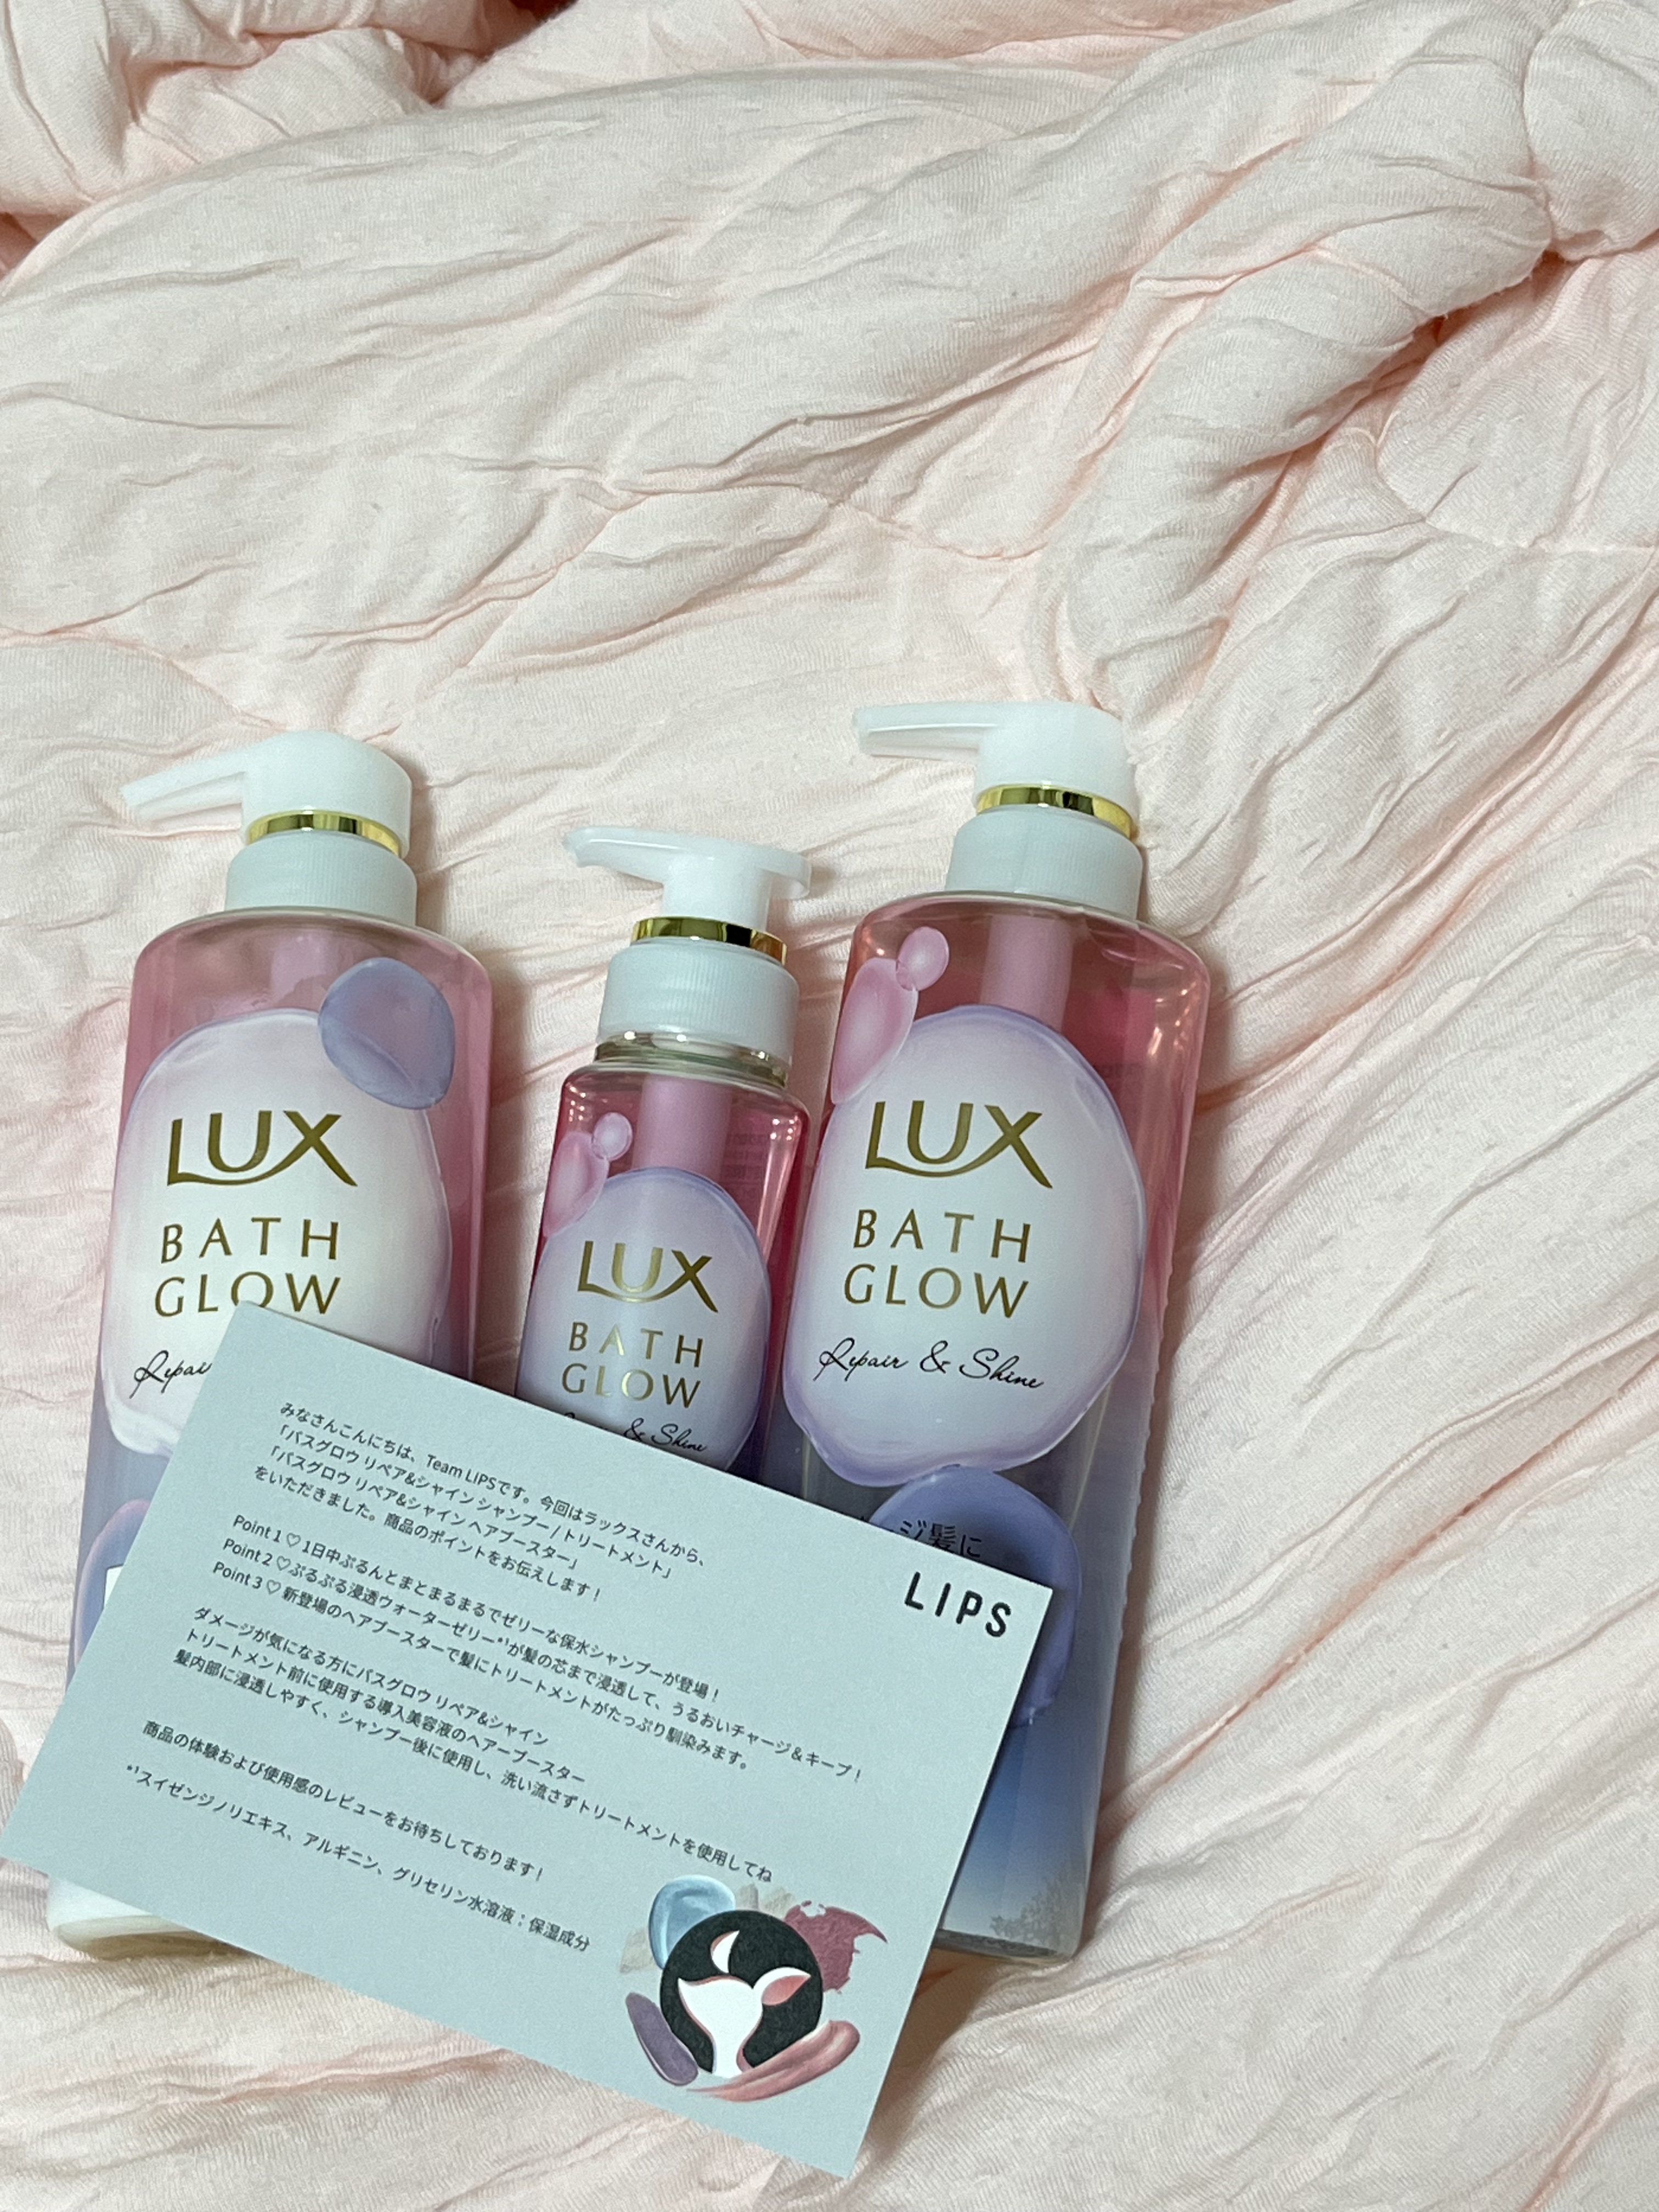 LUX
BATH
GLOW
Repai
LUX
BATH
GLOW
& Shine
LUX
BATH
GLOW
Repair & Shine
ジ髪に
LIPS
みなさんこんにちは、Team LIPSです。今回はラックスさんから、
「バスグロウ リペア&シャイン シャンプー/トリートメント」
「バスグロウ リペア&シャイン ヘアブースター」
をいただきました。商品のポイントをお伝えします！
Point 1 ♡ 1日中ぷるんとまとまるまるでゼリーな保水シャンプーが登場！
Point 2 ♡ぷるぷる浸透ウォーターゼリー*¹が髪の芯まで浸透して、うるおいチャージ＆キープ！
Point 3 ♡ 新登場のヘアブースターで髪にトリートメントがたっぷり馴染みます。
ダメージが気になる方にバスグロウ リペア&シャイン
トリートメント前に使用する導入美容液のヘアーブースター
髪内部に浸透しやすく、シャンプー後に使用し、洗い流さずトリートメントを使用してね
商品の体験および使用感のレビューをお待ちしております！
*¹スイゼンジノリエキス、アルギニン、グリセリン水溶液：保湿成分